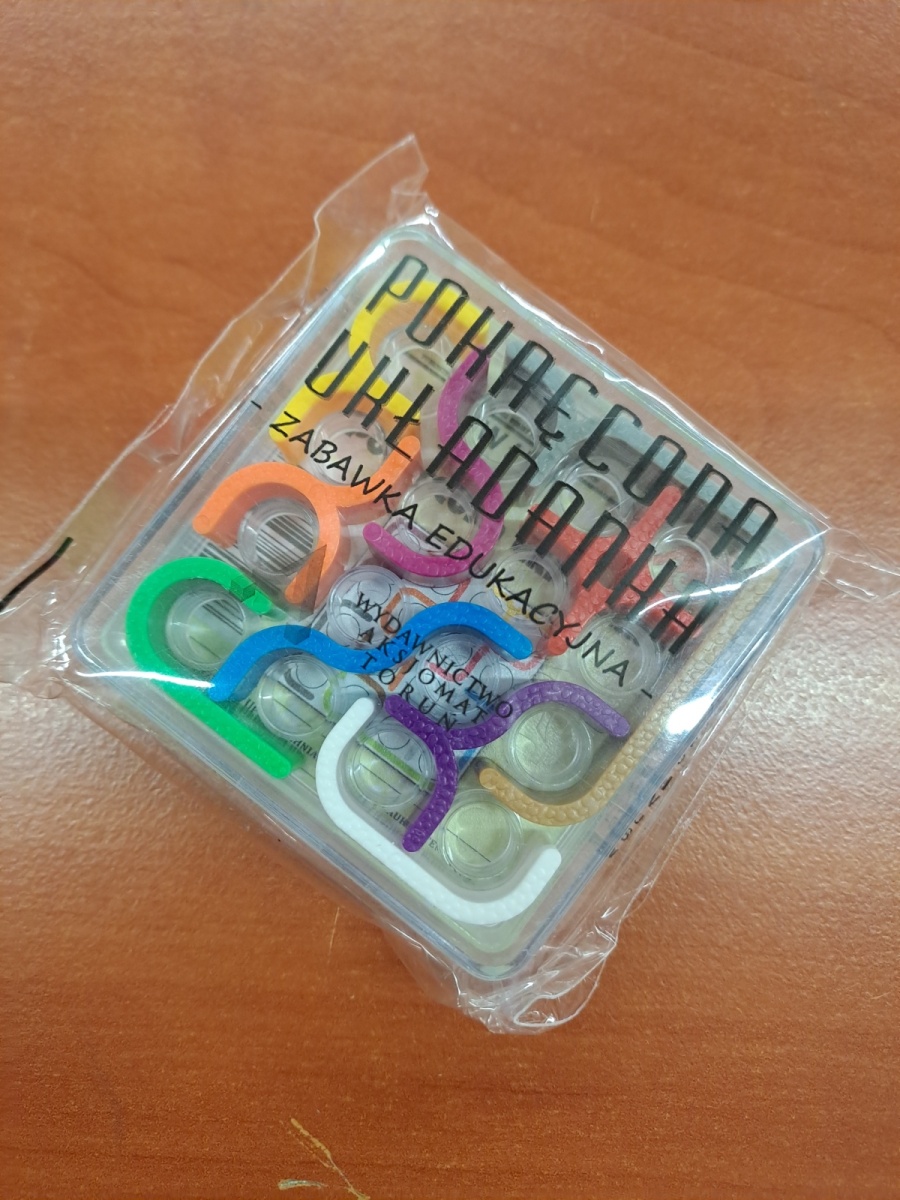 POKRĘCONA
UKŁADANKA
- ZABAWKA EDUKACYJNA -
WYDAWNICTWO
AKSJOMAT
TORUŃ